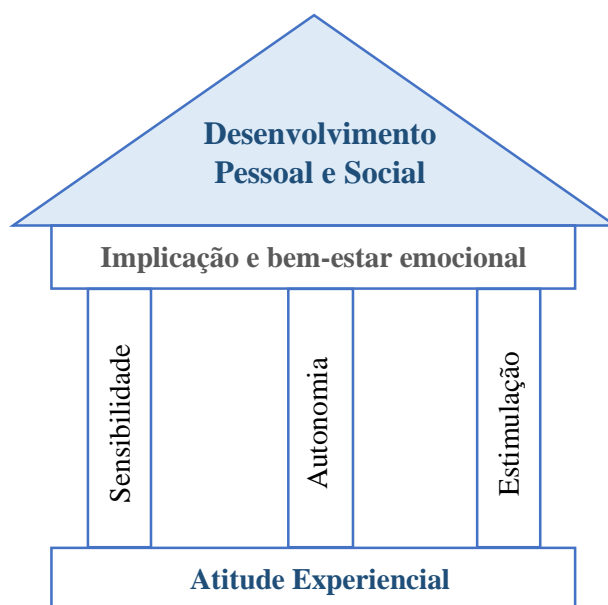 Desenvolvimento
Pessoal e Social
Implicação e bem-estar emocional
Sensibilidade
Autonomia
Estimulação
Atitude Experiencial